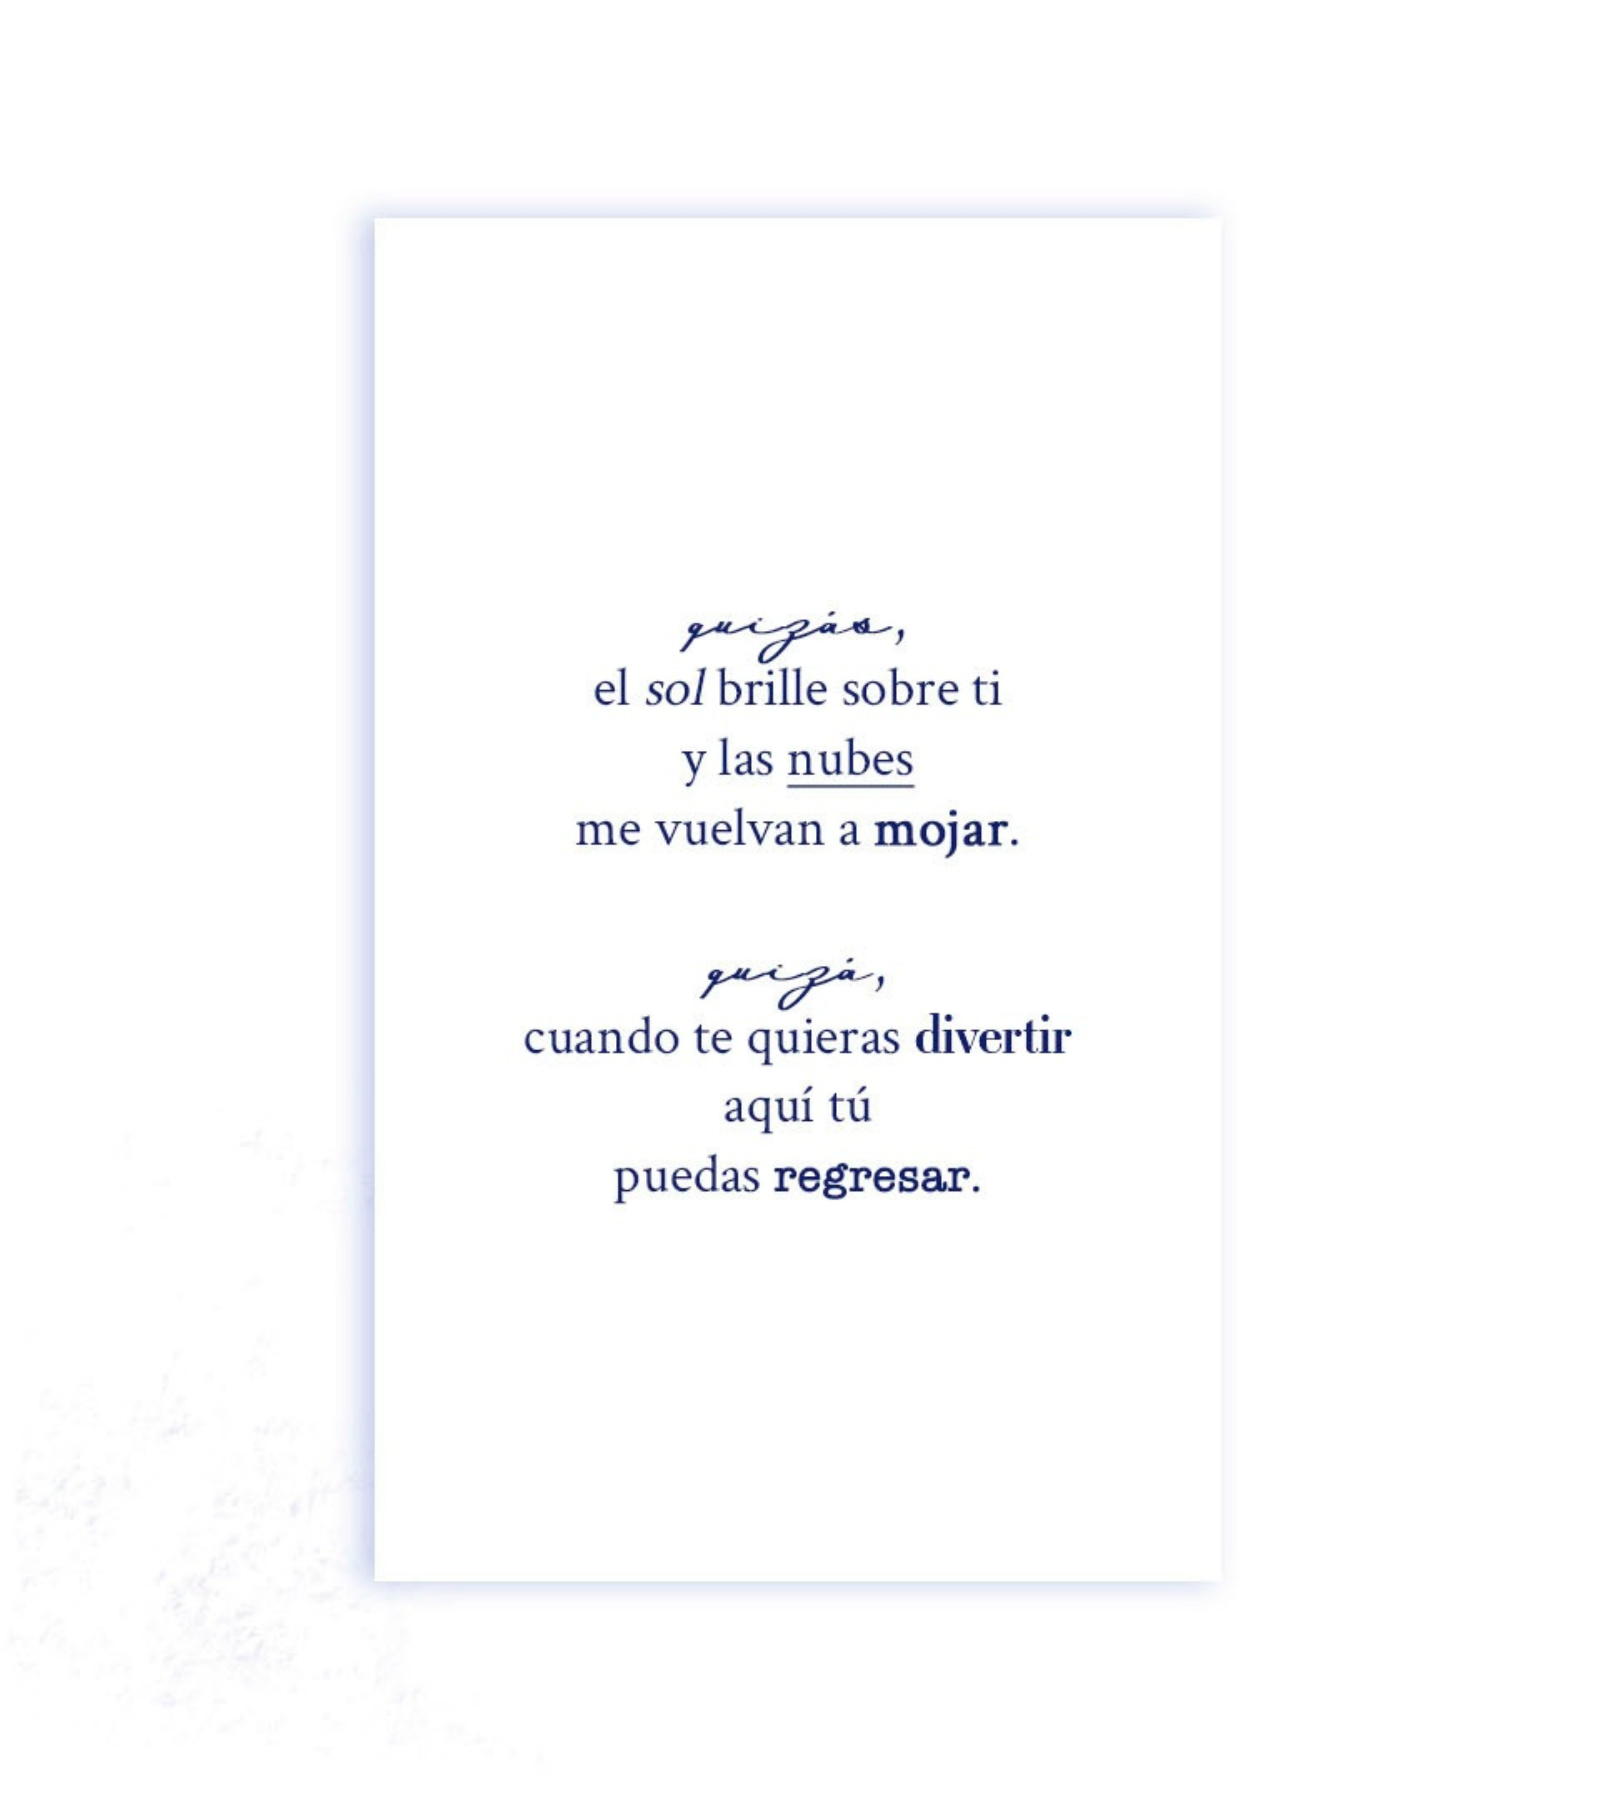 quizás,
el sol brille sobre ti
y las nubes
me vuelvan a mojar.
quizá,
cuando te quieras divertir
aquí tú
puedas regresar.